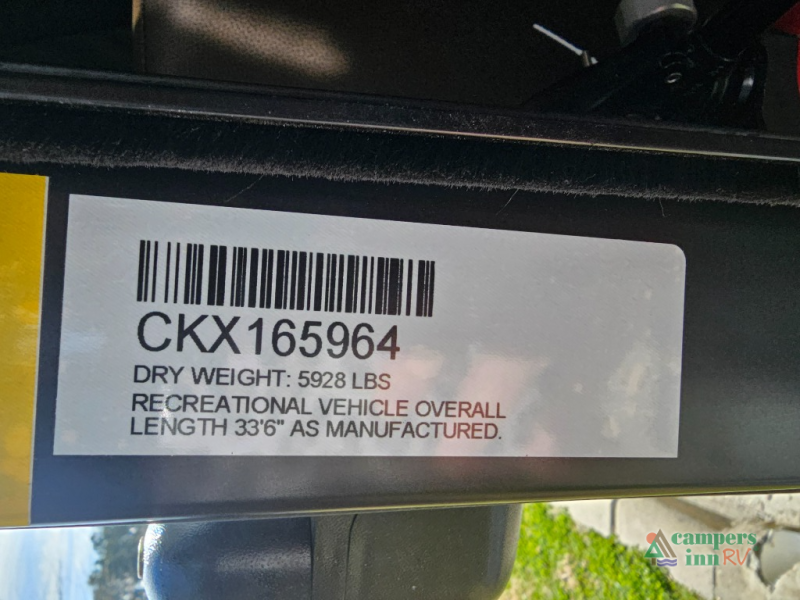 CKX165964
DRY WEIGHT: 5928 LBS
RECREATIONAL VEHICLE OVERALL
LENGTH 33'6" AS MANUFACTURED.
campers
inn RV